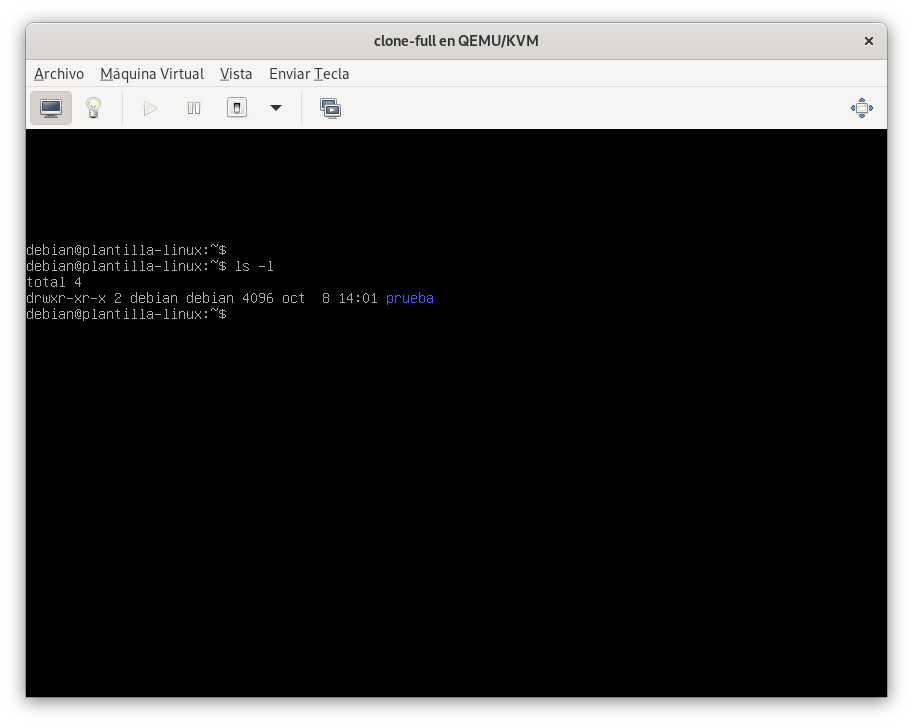 clone-full en QEMU/KVM
Archivo Máquina Virtual Vista Enviar Tecla
debian@plantilla-linux:~$
debian@plantilla-linux:~$ ls -l
total 4
drwxr-xr-x 2 debian debian 4096 oct  8 14:01 prueba
debian@plantilla-linux:~$